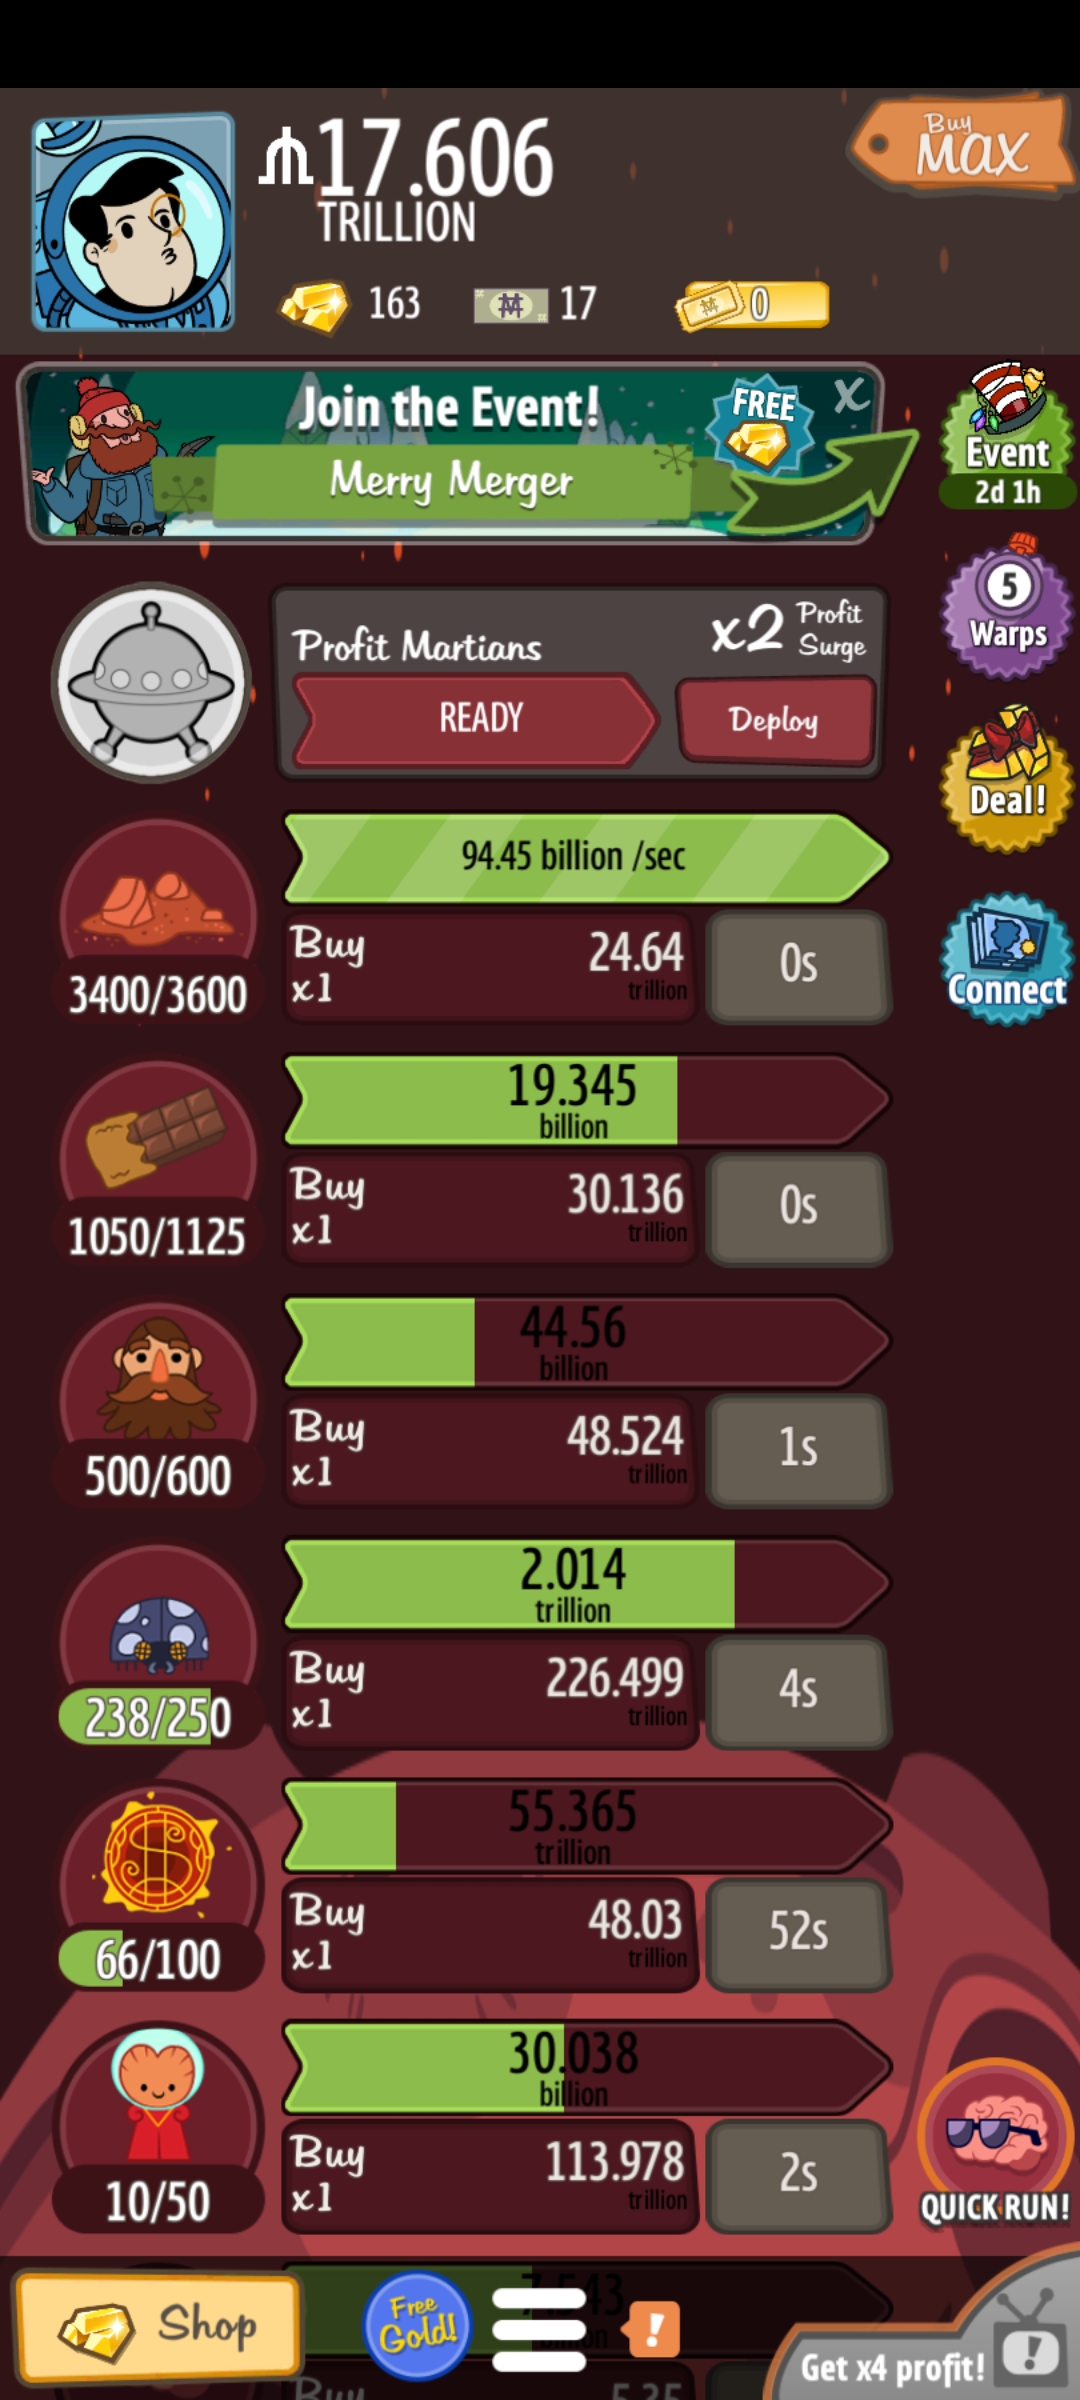 ₼17.606
TRILLION
Buy
MAX
163
17
0
Join the Event!
FREE
X
Merry Merger
Event
2d 1h
5
Warps
Profit Martians
x2 Profit
Surge
READY
Deploy
Deal!
94.45 billion /sec
Buy
x1
24.64
trillion
0s
3400/3600
Connect
19.345
billion
Buy
x1
30.136
trillion
0s
1050/1125
44.56
billion
Buy
x1
48.524
trillion
1s
500/600
2.014
trillion
Buy
x1
226.499
trillion
4s
238/250
55.365
trillion
Buy
x1
48.03
trillion
52s
66/100
30.038
billion
Buy
x1
113.978
trillion
2s
10/50
QUICK RUN!
Shop
Free
Gold!
!
Get x4 profit!
!
Buy
5.35